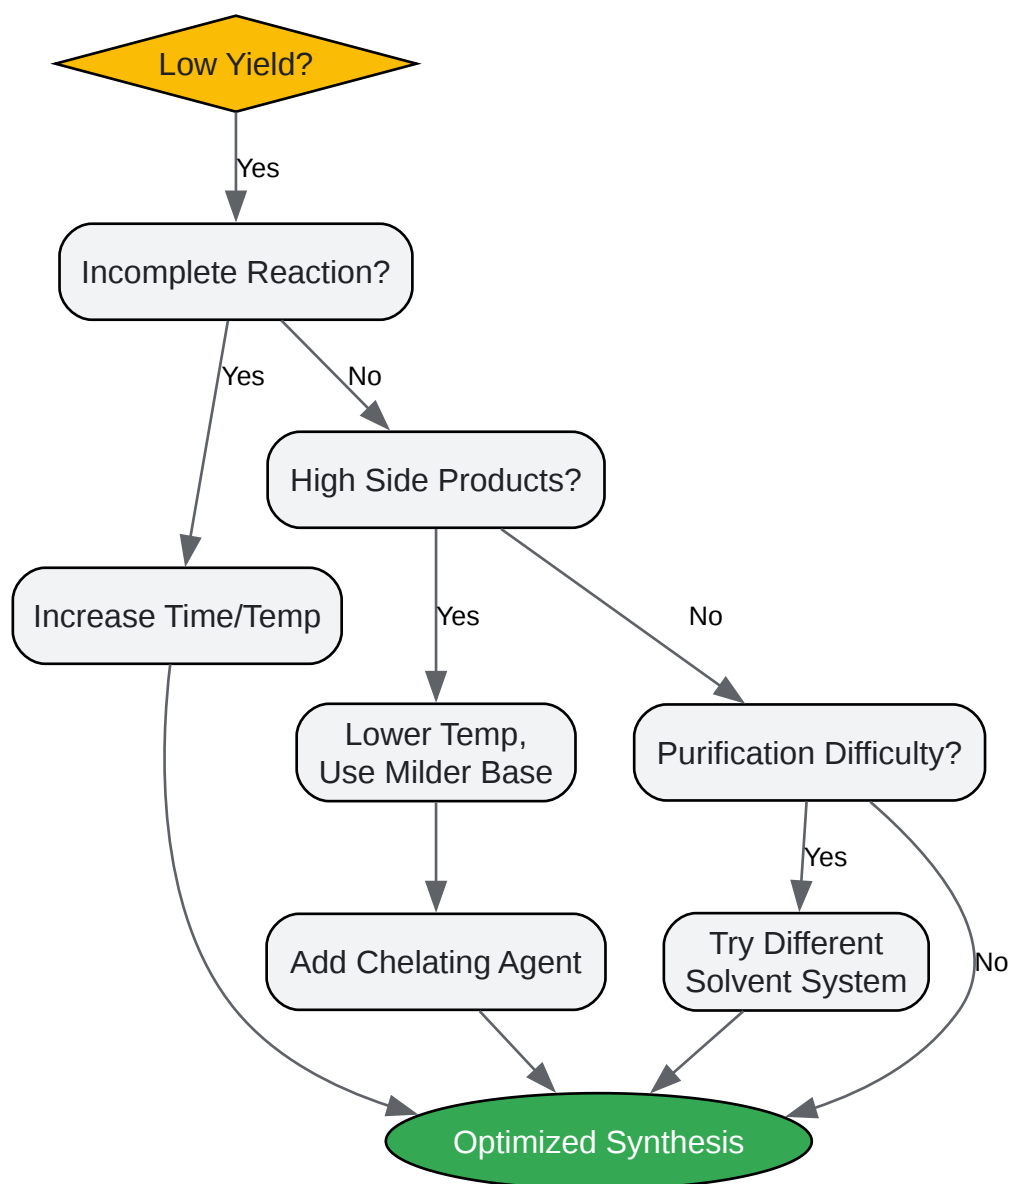 Low Yield?
Yes
Incomplete Reaction?
Yes
No
High Side Products?
Increase Time/Temp
Yes
No
Lower Temp,
Use Milder Base
Purification Difficulty?
Yes
Add Chelating Agent
Try Different
Solvent System
No
Optimized Synthesis